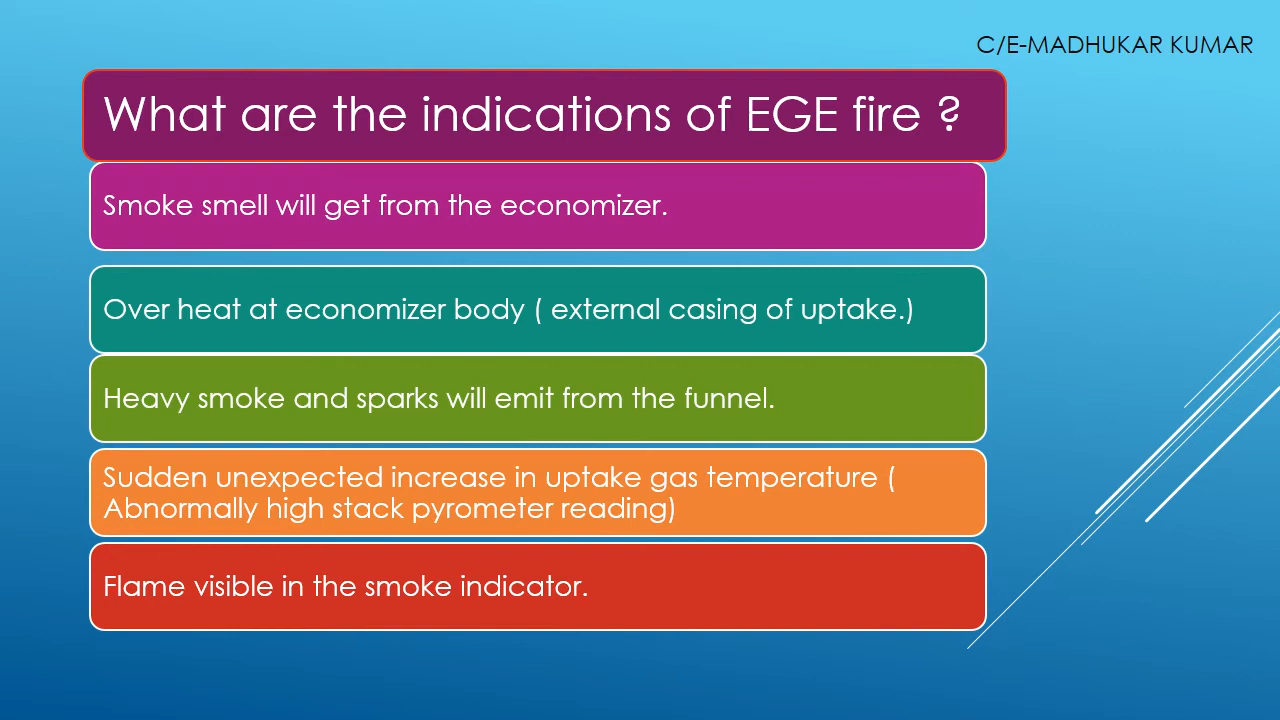 C/E-MADHUKAR KUMAR
What are the indications of EGE fire ?
Smoke smell will get from the economizer.
Over heat at economizer body ( external casing of uptake.)
Heavy smoke and sparks will emit from the funnel.
Sudden unexpected increase in uptake gas temperature (
Abnormally high stack pyrometer reading)
Flame visible in the smoke indicator.